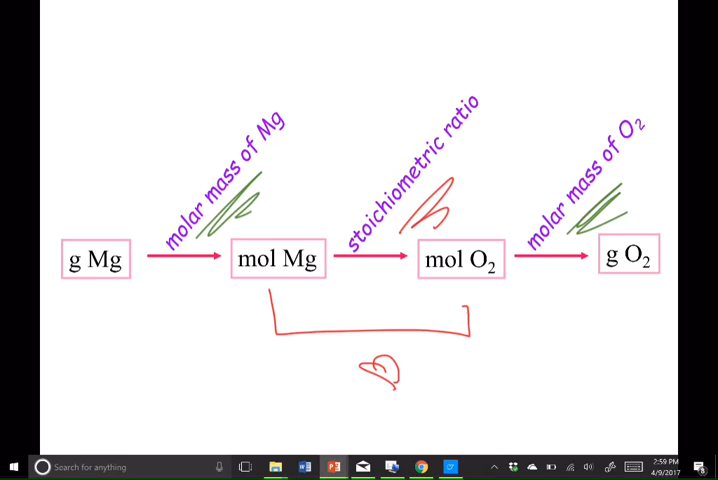 molar mass of Mg
stoichiometric ratio
molar mass of O₂
g Mg
mol Mg
mol O₂
g O₂
Search for anything
2:59 PM
4/9/2017